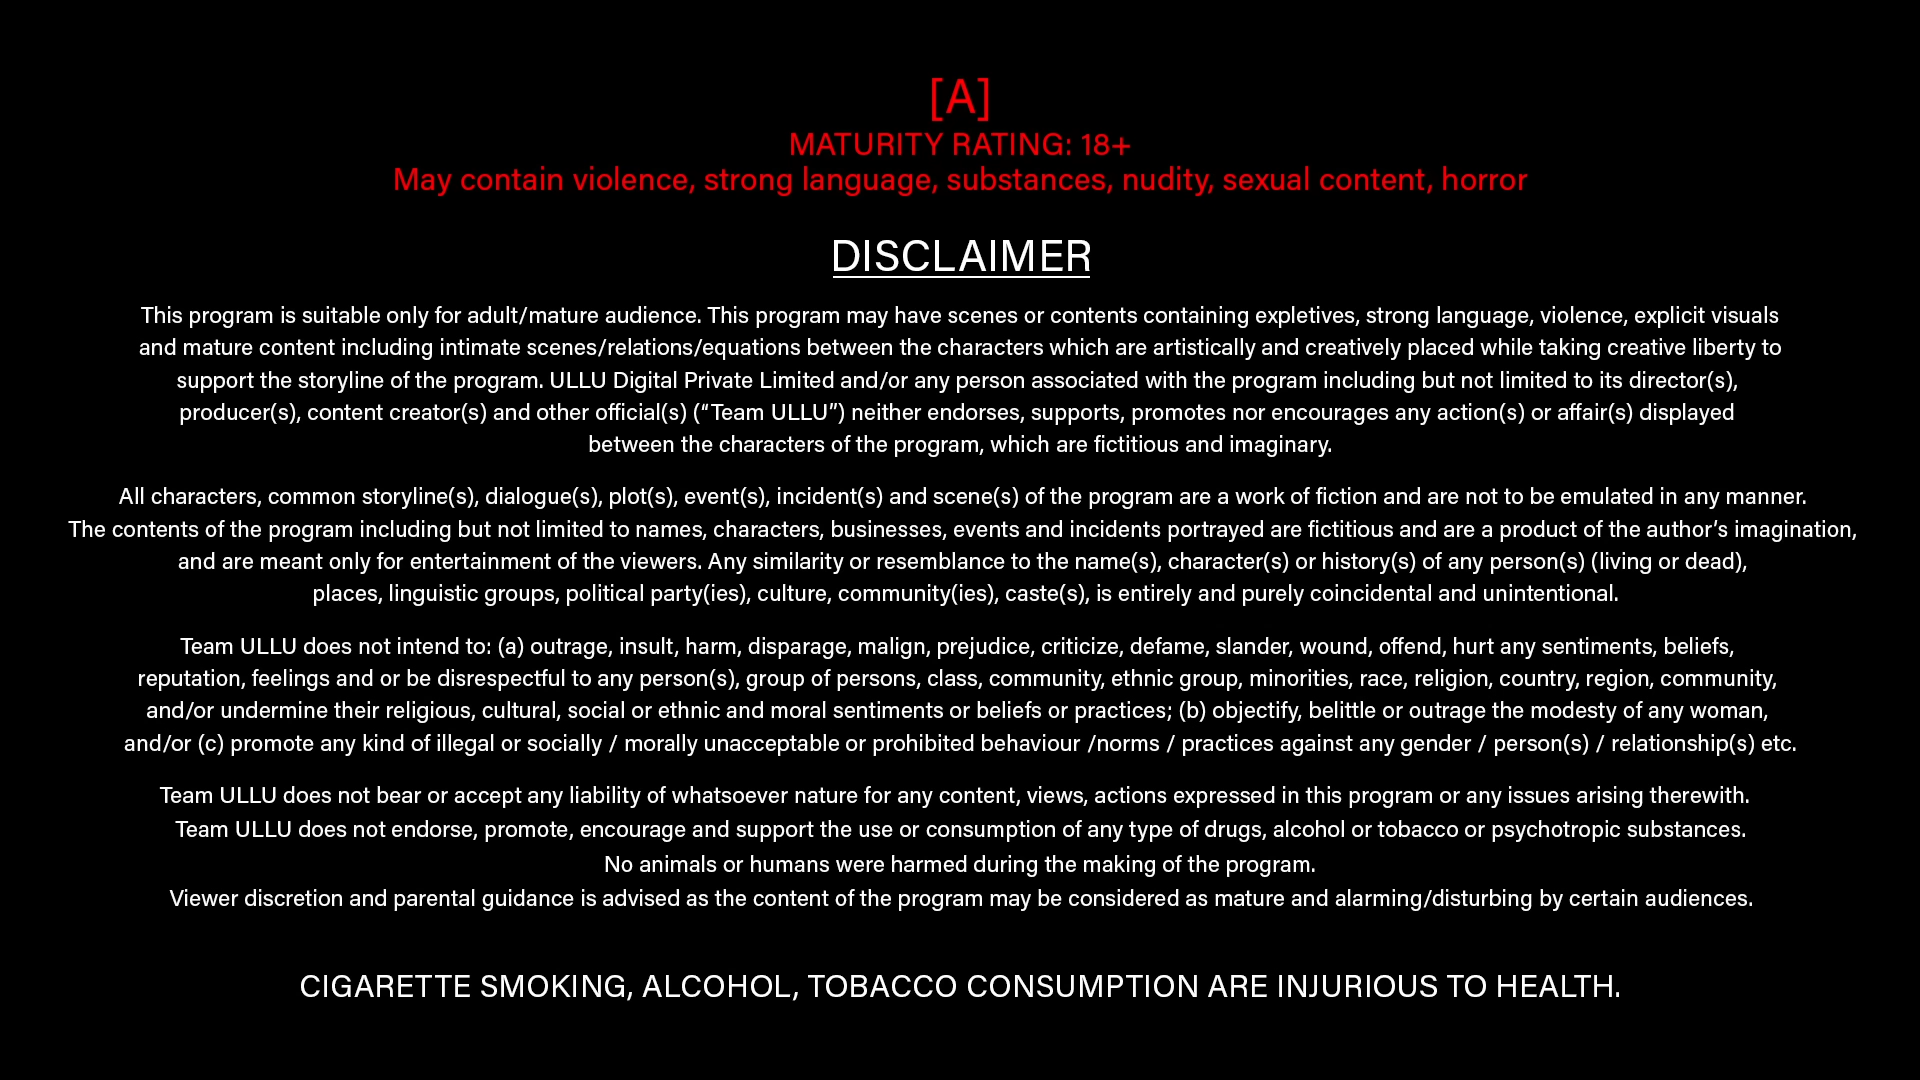 [A]
MATURITY RATING: 18+
May contain violence, strong language, substances, nudity, sexual content, horror
DISCLAIMER
This program is suitable only for adult/mature audience. This program may have scenes or contents containing expletives, strong language, violence, explicit visuals
and mature content including intimate scenes/relations/equations between the characters which are artistically and creatively placed while taking creative liberty to
support the storyline of the program. ULLU Digital Private Limited and/or any person associated with the program including but not limited to its director(s),
producer(s), content creator(s) and other official(s) (“Team ULLU”) neither endorses, supports, promotes nor encourages any action(s) or affair(s) displayed
between the characters of the program, which are fictitious and imaginary.
All characters, common storyline(s), dialogue(s), plot(s), event(s), incident(s) and scene(s) of the program are a work of fiction and are not to be emulated in any manner.
The contents of the program including but not limited to names, characters, businesses, events and incidents portrayed are fictitious and are a product of the author’s imagination,
and are meant only for entertainment of the viewers. Any similarity or resemblance to the name(s), character(s) or history(s) of any person(s) (living or dead),
places, linguistic groups, political party(ies), culture, community(ies), caste(s), is entirely and purely coincidental and unintentional.
Team ULLU does not intend to: (a) outrage, insult, harm, disparage, malign, prejudice, criticize, defame, slander, wound, offend, hurt any sentiments, beliefs,
reputation, feelings and or be disrespectful to any person(s), group of persons, class, community, ethnic group, minorities, race, religion, country, region, community,
and/or undermine their religious, cultural, social or ethnic and moral sentiments or beliefs or practices; (b) objectify, belittle or outrage the modesty of any woman,
and/or (c) promote any kind of illegal or socially / morally unacceptable or prohibited behaviour /norms / practices against any gender / person(s) / relationship(s) etc.
Team ULLU does not bear or accept any liability of whatsoever nature for any content, views, actions expressed in this program or any issues arising therewith.
Team ULLU does not endorse, promote, encourage and support the use or consumption of any type of drugs, alcohol or tobacco or psychotropic substances.
No animals or humans were harmed during the making of the program.
Viewer discretion and parental guidance is advised as the content of the program may be considered as mature and alarming/disturbing by certain audiences.
CIGARETTE SMOKING, ALCOHOL, TOBACCO CONSUMPTION ARE INJURIOUS TO HEALTH.